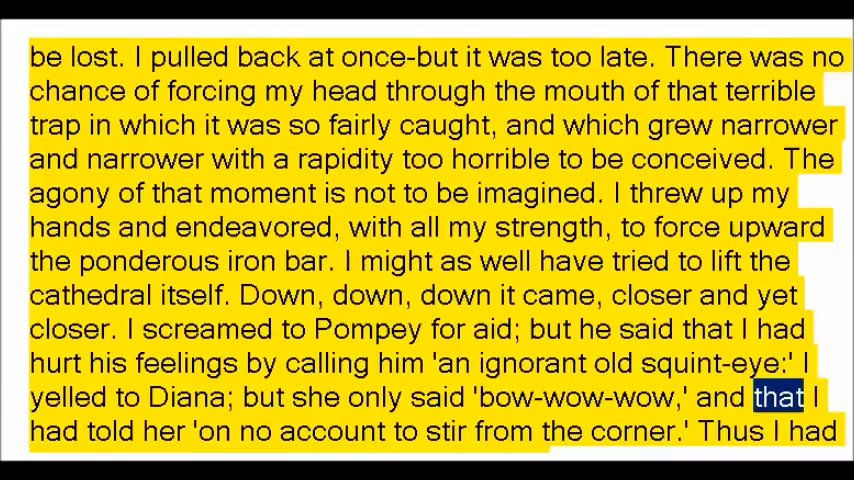 be lost. I pulled back at once-but it was too late. There was no
chance of forcing my head through the mouth of that terrible
trap in which it was so fairly caught, and which grew narrower
and narrower with a rapidity too horrible to be conceived. The
agony of that moment is not to be imagined. I threw up my
hands and endeavored, with all my strength, to force upward
the ponderous iron bar. I might as well have tried to lift the
cathedral itself. Down, down, down it came, closer and yet
closer. I screamed to Pompey for aid; but he said that I had
hurt his feelings by calling him 'an ignorant old squint-eye:' I
yelled to Diana; but she only said 'bow-wow-wow,' and that I
had told her 'on no account to stir from the corner.' Thus I had